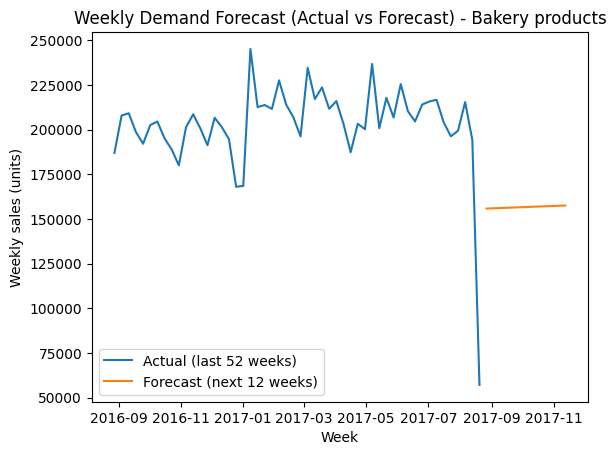 Weekly Demand Forecast (Actual vs Forecast) - Bakery products
Weekly sales (units)
250000
225000
200000
175000
150000
125000
100000
75000
50000
Actual (last 52 weeks)
Forecast (next 12 weeks)
2016-09 2016-11 2017-01 2017-03 2017-05 2017-07 2017-09 2017-11
Week